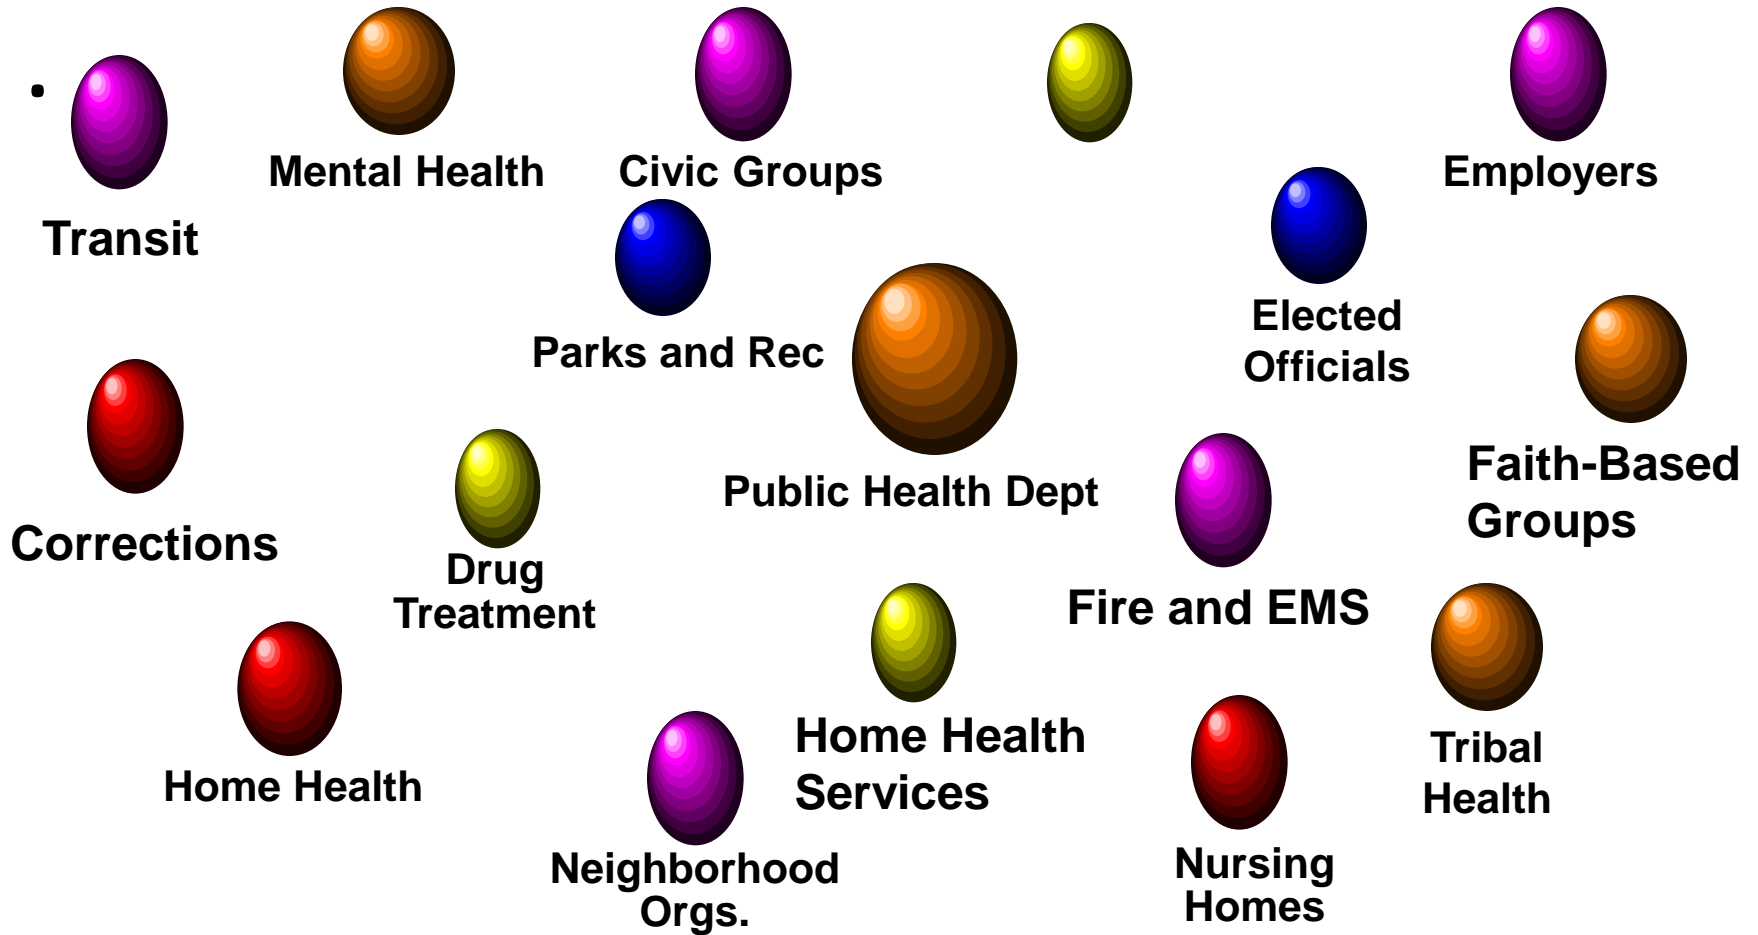 Mental Health
Civic Groups
Employers
Transit
Parks and Rec
Elected
Officials
Public Health Dept
Faith-Based
Groups
Corrections
Drug
Treatment
Fire and EMS
Home Health
Home Health
Services
Tribal
Health
Neighborhood
Orgs.
Nursing
Homes